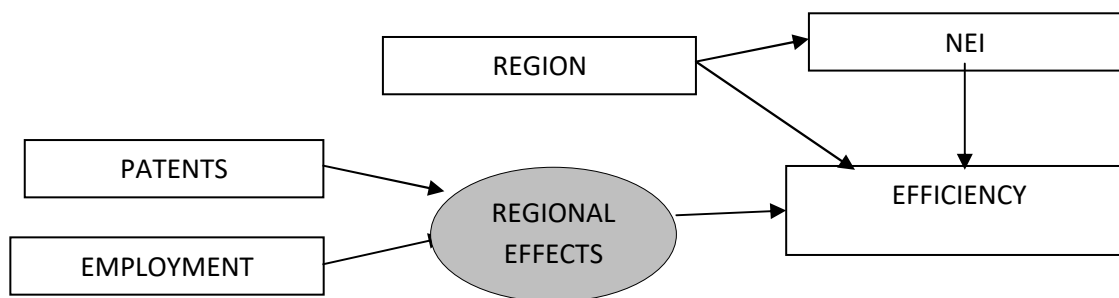 NEI
REGION
PATENTS
EFFICIENCY
REGIONAL
EFFECTS
EMPLOYMENT